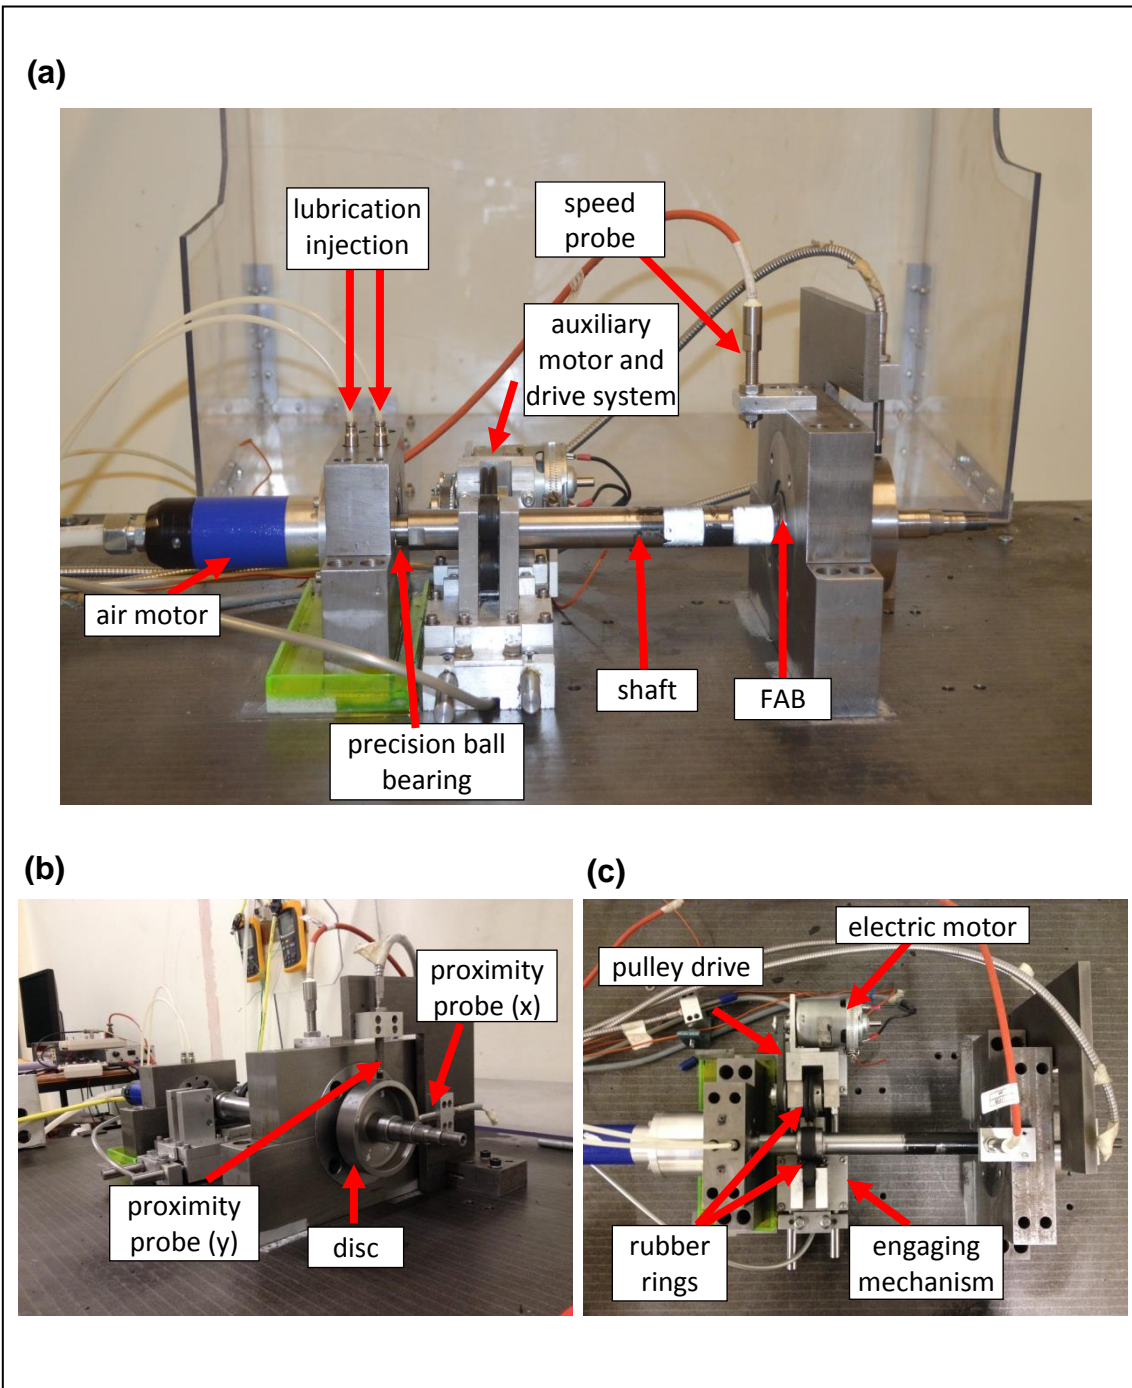 (a)
lubrication
injection
speed
probe
auxiliary
motor and
drive system
air motor
shaft
FAB
precision ball
bearing
(b)
proximity
probe (x)
proximity
probe (y)
disc
(c)
electric motor
pulley drive
rubber
rings
engaging
mechanism